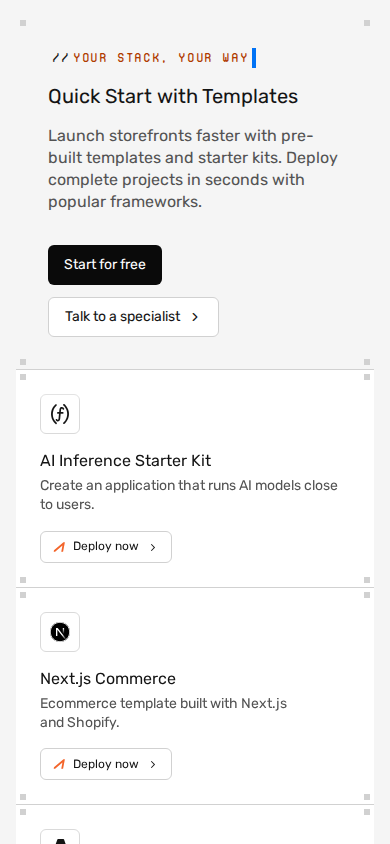 // YOUR STACK, YOUR WAY
Quick Start with Templates
Launch storefronts faster with pre-
built templates and starter kits. Deploy
complete projects in seconds with
popular frameworks.
Start for free
Talk to a specialist
(f)
AI Inference Starter Kit
Create an application that runs AI models close
to users.
Deploy now
N
Next.js Commerce
Ecommerce template built with Next.js
and Shopify.
Deploy now